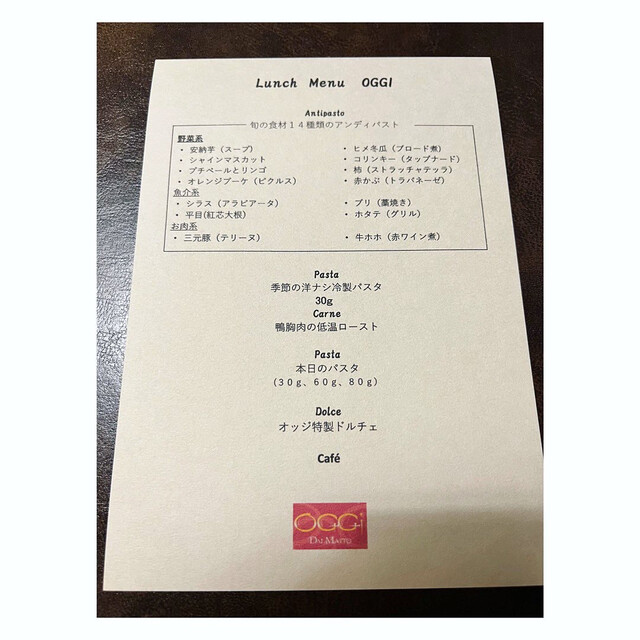 Lunch Menu OGGI
Antipasto
旬の食材１４種類のアンディパスト
野菜系
・ 安納芋（スープ） ・ ヒメ冬瓜（ブロード煮）
・ シャインマスカット ・ コリンキー（タップナード）
・ プチベールとリンゴ ・ 柿（ストラッチャテッラ）
・ オレンジブーケ（ピクルス） ・ 赤かぶ（トラパネーゼ）
魚介系
・ シラス（アラビアータ） ・ ブリ（藁焼き）
・ 平目(紅芯大根） ・ ホタテ（グリル）
お肉系
・ 三元豚（テリーヌ） ・ 牛ホホ（赤ワイン煮）
Pasta
季節の洋ナシ冷製パスタ
30g
Carne
鴨胸肉の低温ロースト
Pasta
本日のパスタ
（３０ｇ、６０ｇ、８０ｇ）
Dolce
オッジ特製ドルチェ
Café
OGGi
DAL-MATTO